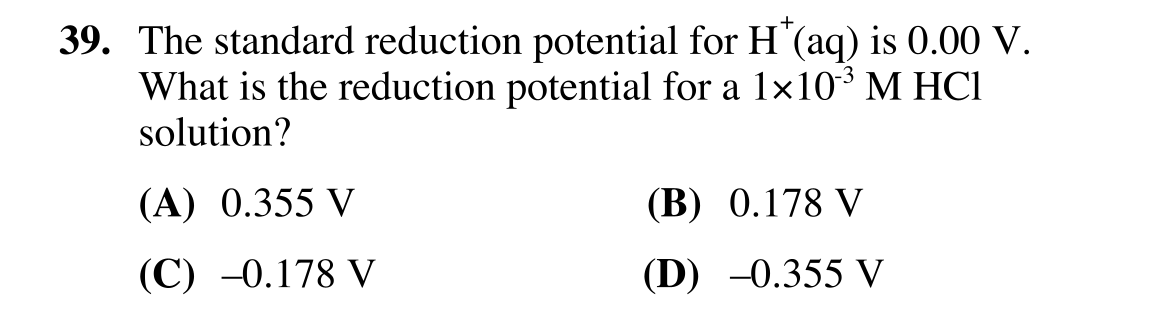 39. The standard reduction potential for H⁺(aq) is 0.00 V.
What is the reduction potential for a 1×10⁻³ M HCl
solution?
(A) 0.355 V (B) 0.178 V
(C) –0.178 V (D) –0.355 V